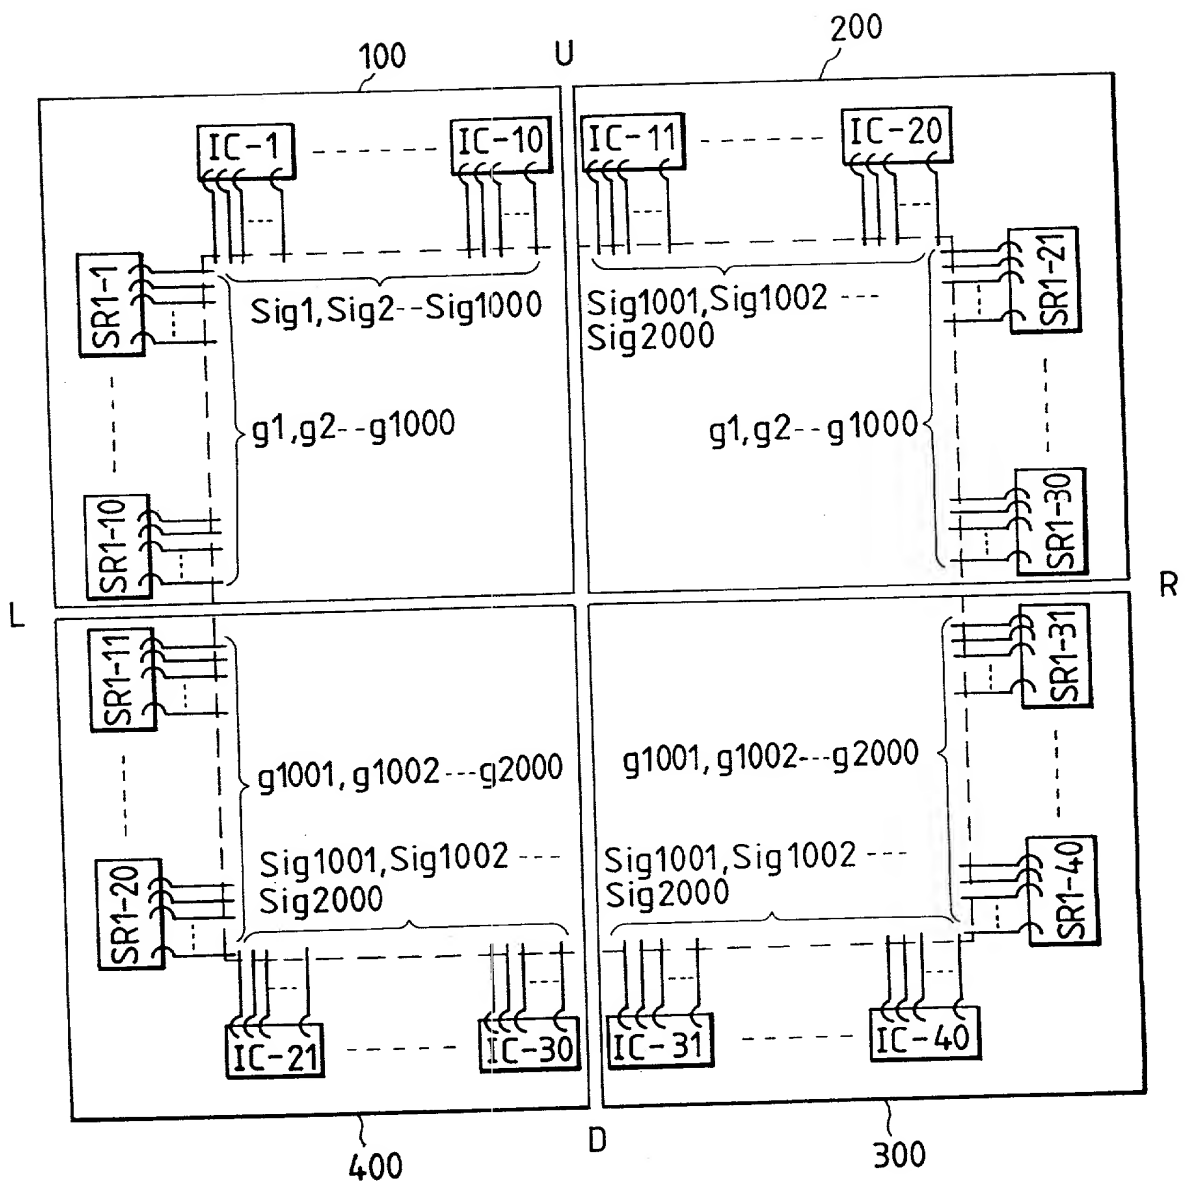 100
U
200
IC-1
IC-10
IC-11
IC-20
SR1-1
Sig1,Sig2--Sig1000
Sig1001,Sig1002 ---
Sig2000
SR1-21
g1,g2--g1000
g1,g2--g1000
SR1-10
SR1-30
L
R
SR1-11
SR1-31
g1001,g1002---g2000
g1001,g1002---g2000
Sig1001,Sig1002 ---
Sig2000
Sig1001,Sig1002 ---
Sig2000
SR1-20
SR1-40
IC-21
IC-30
IC-31
IC-40
400
D
300